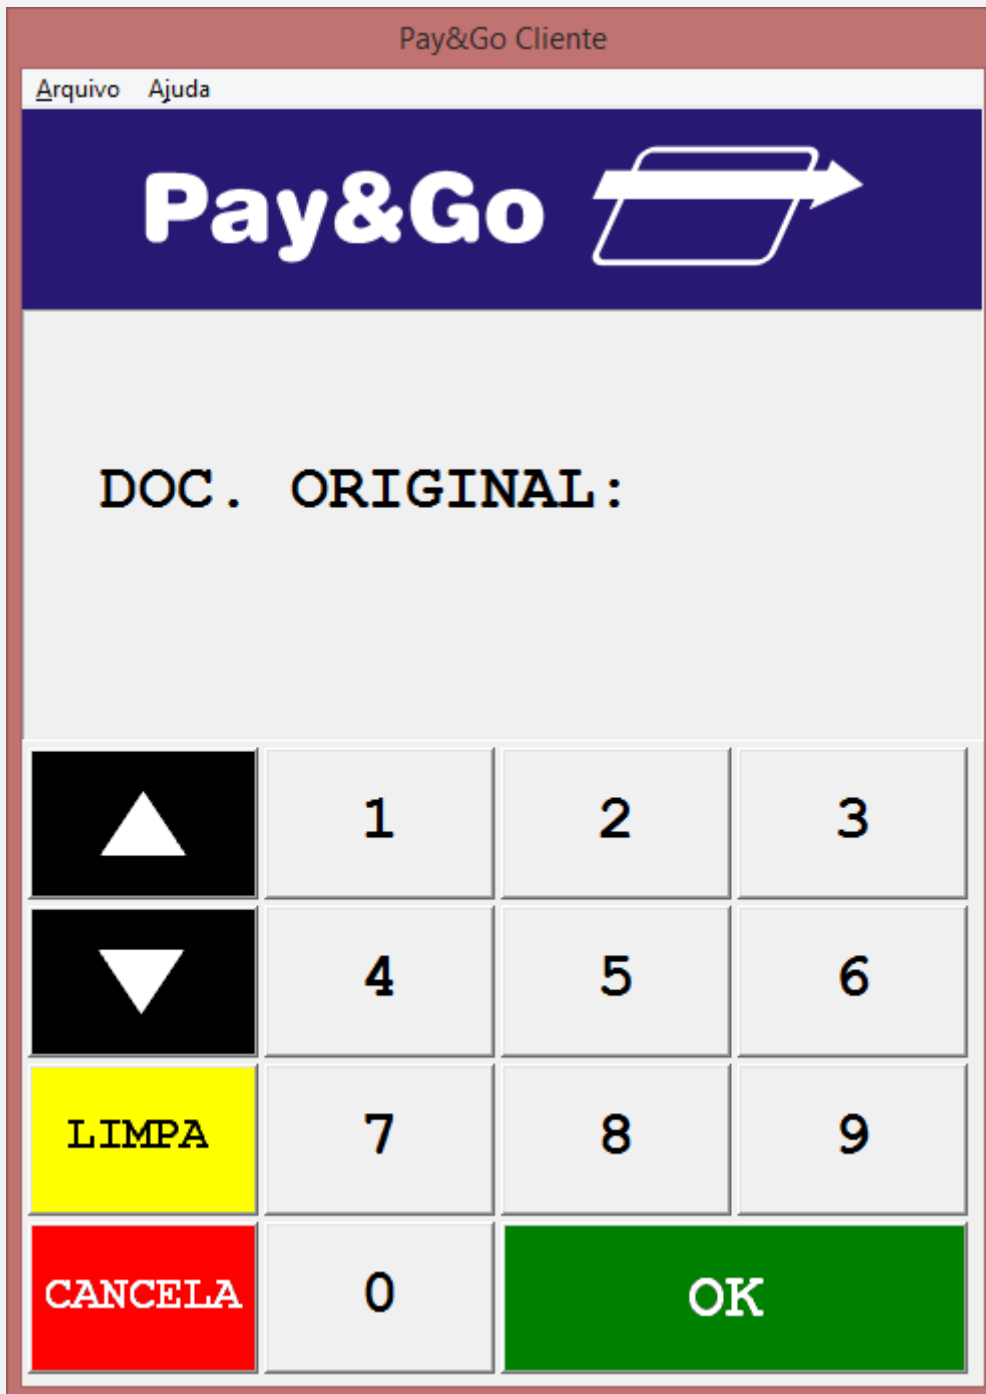 Pay&Go Cliente
Arquivo Ajuda
Pay&Go
DOC. ORIGINAL:
1 2 3
4 5 6
LIMPA 7 8 9
CANCELA 0 OK